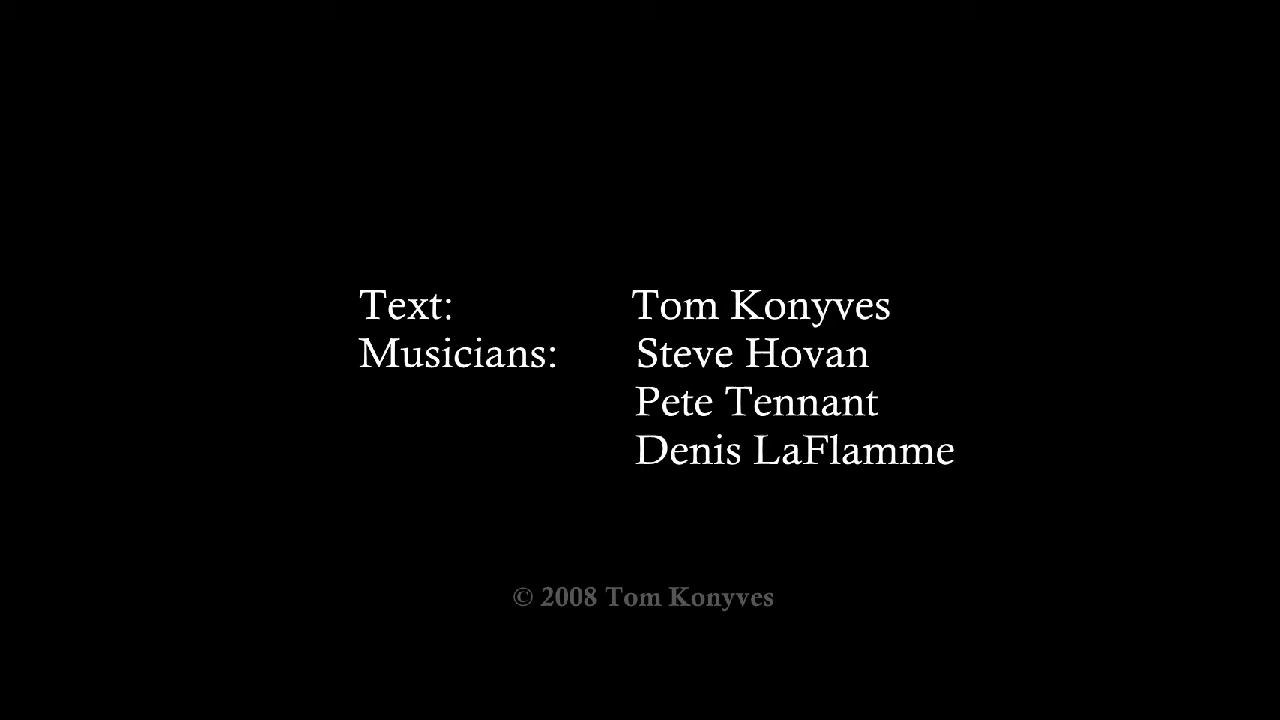 Text: Tom Konyves
Musicians: Steve Hovan
Pete Tennant
Denis LaFlamme
© 2008 Tom Konyves